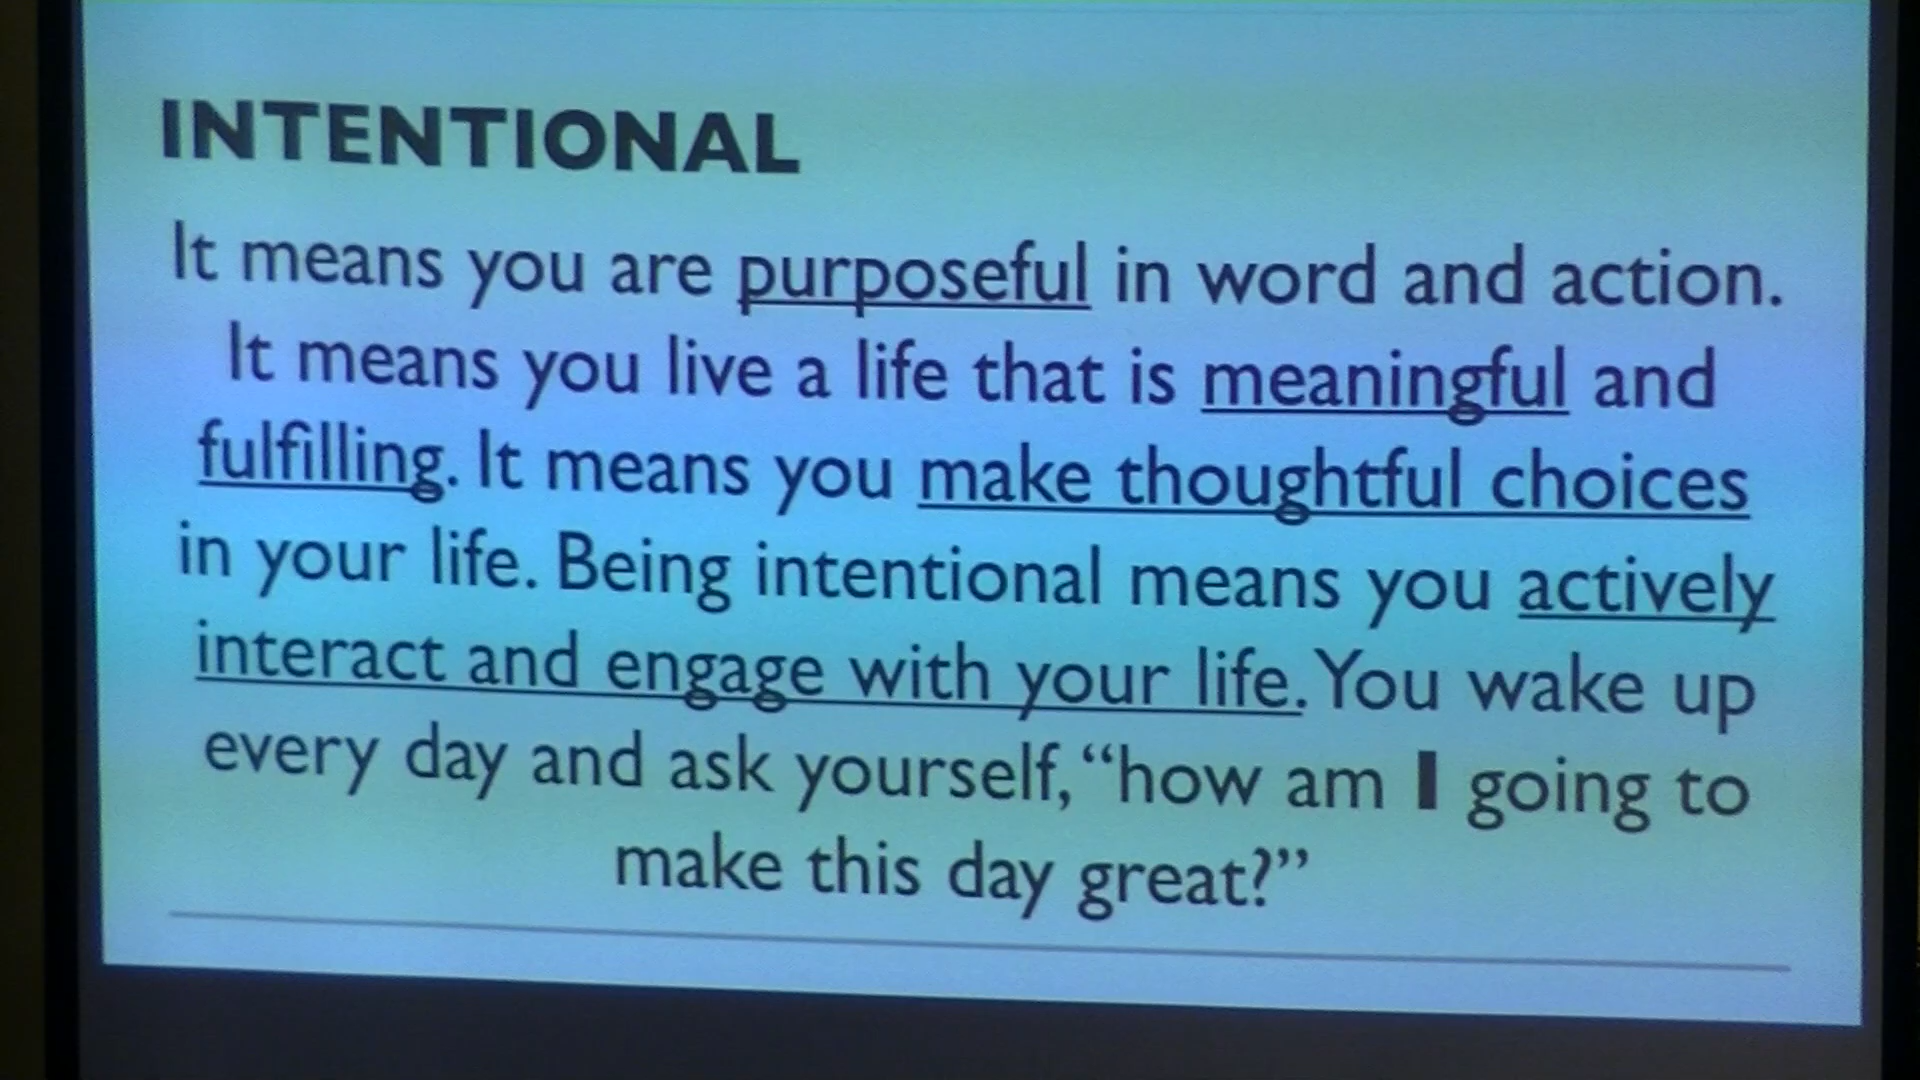 INTENTIONAL
It means you are purposeful in word and action.
It means you live a life that is meaningful and
fulfilling. It means you make thoughtful choices
in your life. Being intentional means you actively
interact and engage with your life. You wake up
every day and ask yourself, “how am I going to
make this day great?”